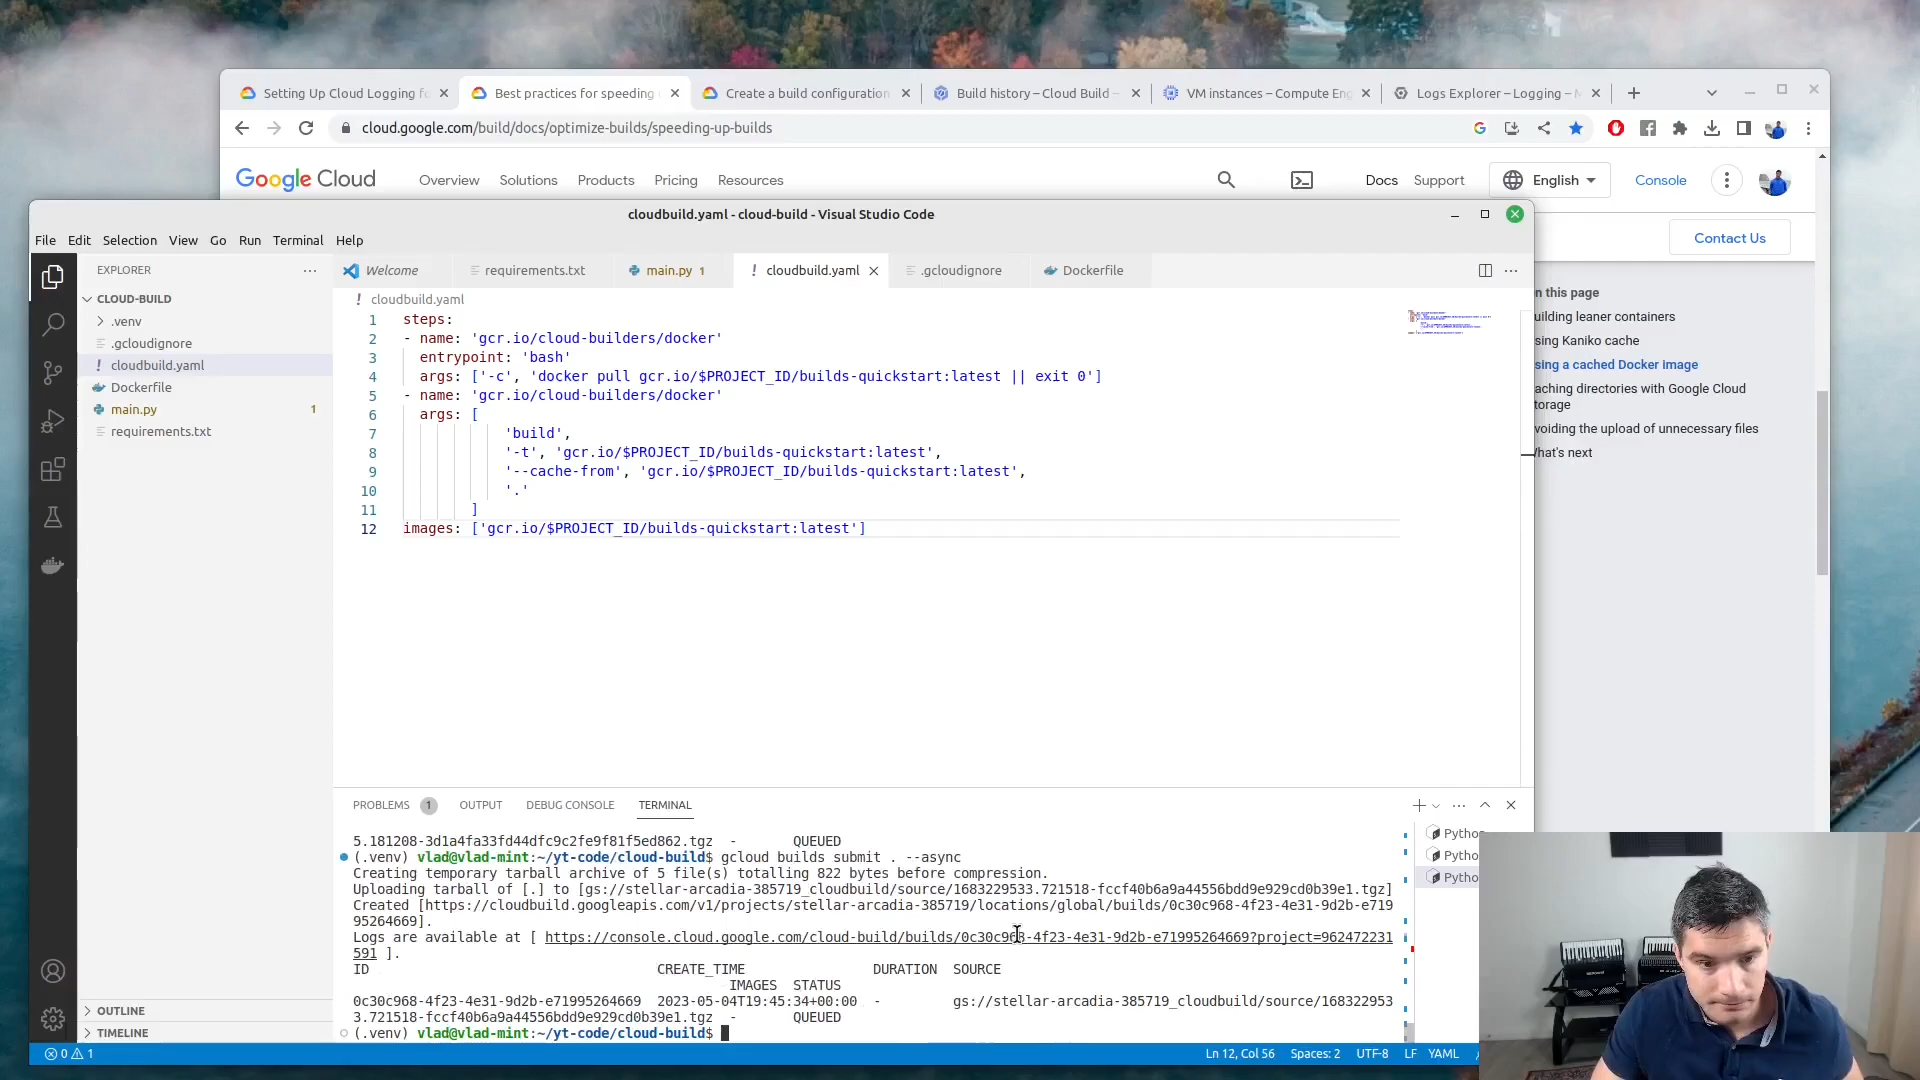 Setting Up Cloud Logging fo
Best practices for speeding
Create a build configuration
Build history – Cloud Build –
VM instances – Compute Eng
Logs Explorer – Logging –
cloud.google.com/build/docs/optimize-builds/speeding-up-builds
Google Cloud
Overview
Solutions
Products
Pricing
Resources
Docs
Support
English
Console
Contact Us
n this page
uilding leaner containers
sing Kaniko cache
sing a cached Docker image
aching directories with Google Cloud
torage
voiding the upload of unnecessary files
hat's next
cloudbuild.yaml - cloud-build - Visual Studio Code
File Edit Selection View Go Run Terminal Help
EXPLORER
CLOUD-BUILD
.venv
.gcloudignore
! cloudbuild.yaml
Dockerfile
main.py 1
requirements.txt
OUTLINE
TIMELINE
Welcome
requirements.txt
main.py 1
! cloudbuild.yaml
.gcloudignore
Dockerfile
! cloudbuild.yaml
1 steps:
2 - name: 'gcr.io/cloud-builders/docker'
3 entrypoint: 'bash'
4 args: ['-c', 'docker pull gcr.io/$PROJECT_ID/builds-quickstart:latest || exit 0']
5 - name: 'gcr.io/cloud-builders/docker'
6 args: [
7 'build',
8 '-t', 'gcr.io/$PROJECT_ID/builds-quickstart:latest',
9 '--cache-from', 'gcr.io/$PROJECT_ID/builds-quickstart:latest',
10 '.'
11 ]
12 images: ['gcr.io/$PROJECT_ID/builds-quickstart:latest']
PROBLEMS 1 OUTPUT DEBUG CONSOLE TERMINAL
5.181208-3d1a4fa33fd44dfc9c2fe9f81f5ed862.tgz - QUEUED
(.venv) vlad@vlad-mint:~/yt-code/cloud-build$ gcloud builds submit . --async
Creating temporary tarball archive of 5 file(s) totalling 822 bytes before compression.
Uploading tarball of [.] to [gs://stellar-arcadia-385719_cloudbuild/source/1683229533.721518-fccf40b6a9a44556bdd9e929cd0b39e1.tgz]
Created [https://cloudbuild.googleapis.com/v1/projects/stellar-arcadia-385719/locations/global/builds/0c30c968-4f23-4e31-9d2b-e719
95264669].
Logs are available at [ https://console.cloud.google.com/cloud-build/builds/0c30c968-4f23-4e31-9d2b-e71995264669?project=962472231
591 ].
ID CREATE_TIME DURATION SOURCE
IMAGES STATUS
0c30c968-4f23-4e31-9d2b-e71995264669 2023-05-04T19:45:34+00:00 - gs://stellar-arcadia-385719_cloudbuild/source/168322953
3.721518-fccf40b6a9a44556bdd9e929cd0b39e1.tgz - QUEUED
(.venv) vlad@vlad-mint:~/yt-code/cloud-build$
Pytho
Pytho
Pytho
0 1
Ln 12, Col 56
Spaces: 2
UTF-8
LF
YAML